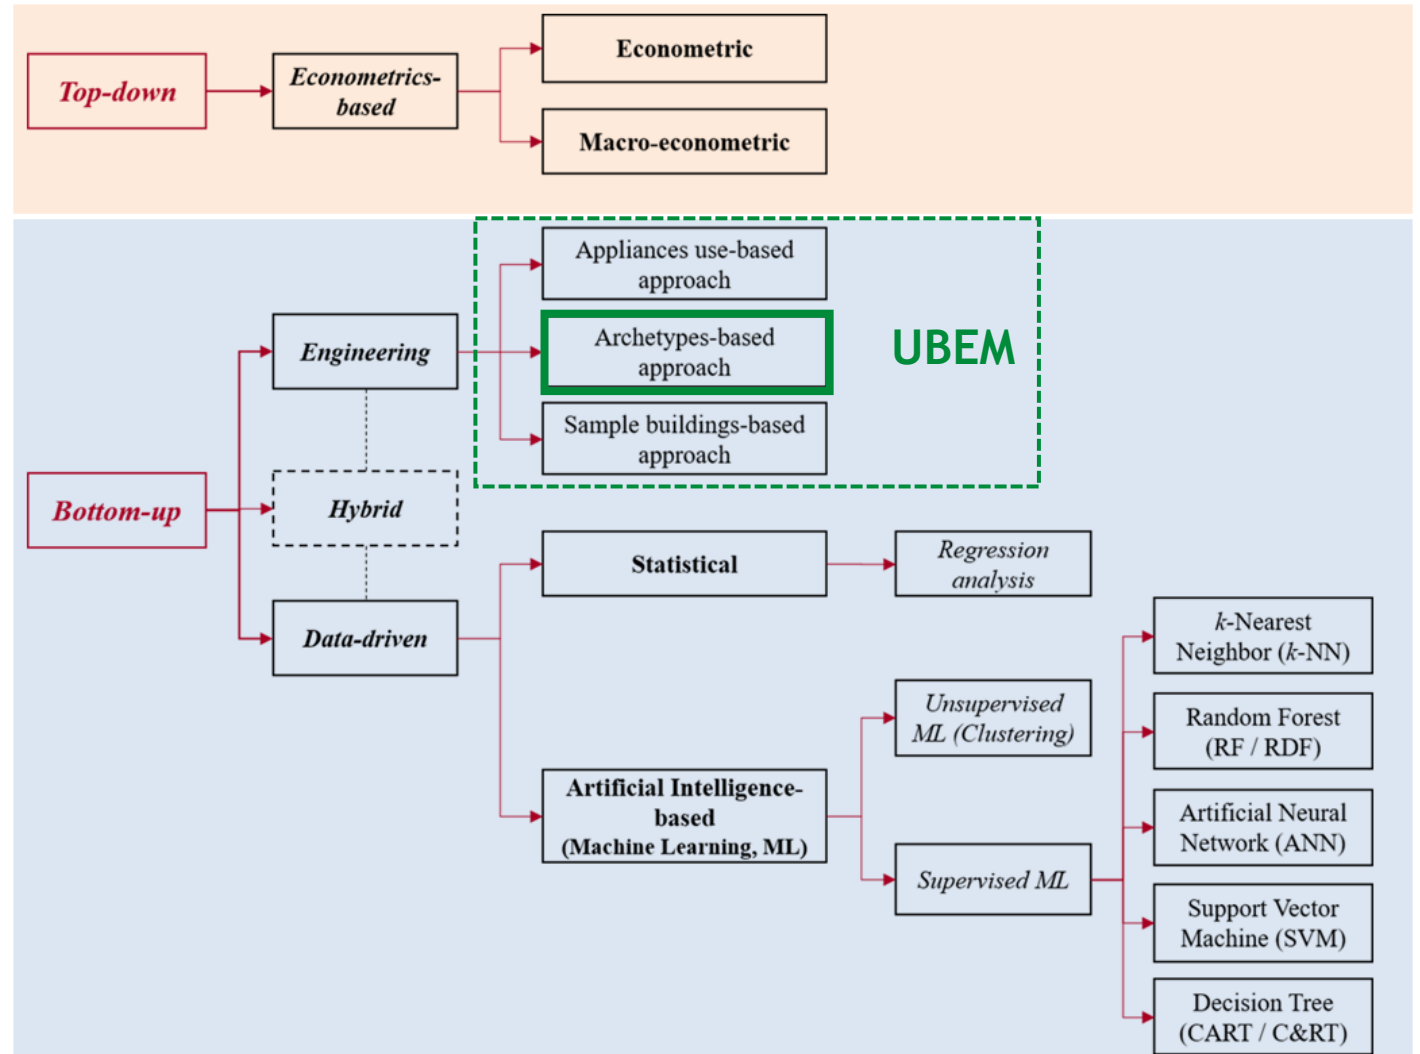 Top-down
Econometrics-
based
Econometric
Macro-econometric
Bottom-up
Engineering
Hybrid
Data-driven
Appliances use-based
approach
Archetypes-based
approach
Sample buildings-based
approach
UBEM
Statistical
Regression
analysis
Artificial Intelligence-
based
(Machine Learning, ML)
Unsupervised
ML (Clustering)
Supervised ML
k-Nearest
Neighbor (k-NN)
Random Forest
(RF / RDF)
Artificial Neural
Network (ANN)
Support Vector
Machine (SVM)
Decision Tree
(CART / C&RT)